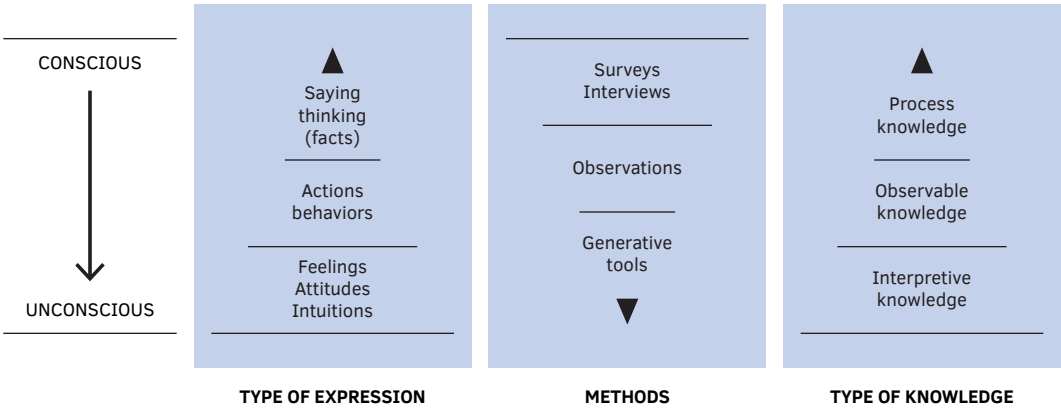 CONSCIOUS
UNCONSCIOUS
Saying
thinking
(facts)
Actions
behaviors
Feelings
Attitudes
Intuitions
TYPE OF EXPRESSION
Surveys
Interviews
Observations
Generative
tools
METHODS
Process
knowledge
Observable
knowledge
Interpretive
knowledge
TYPE OF KNOWLEDGE